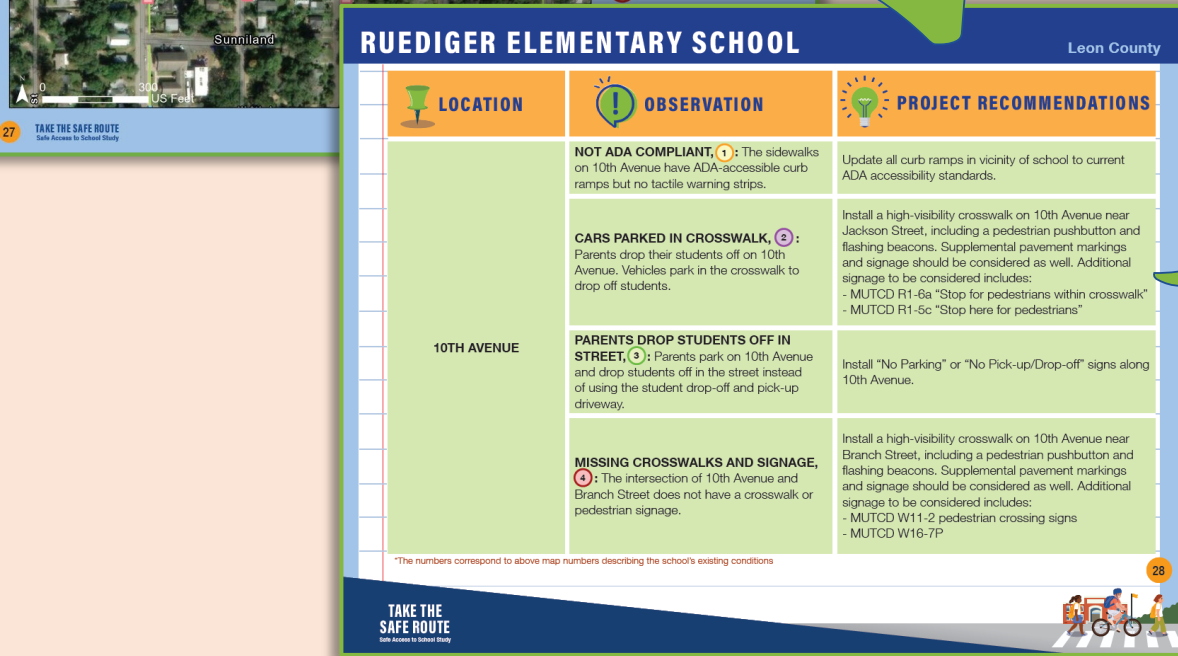 Sunniland
0
300
US Feet
27
TAKE THE SAFE ROUTE
Safe Access to School Study
RUEDIGER ELEMENTARY SCHOOL
Leon County
LOCATION
OBSERVATION
PROJECT RECOMMENDATIONS
10TH AVENUE
NOT ADA COMPLIANT, 1 : The sidewalks
on 10th Avenue have ADA-accessible curb
ramps but no tactile warning strips.
Update all curb ramps in vicinity of school to current
ADA accessibility standards.
CARS PARKED IN CROSSWALK, 2 :
Parents drop their students off on 10th
Avenue. Vehicles park in the crosswalk to
drop off students.
Install a high-visibility crosswalk on 10th Avenue near
Jackson Street, including a pedestrian pushbutton and
flashing beacons. Supplemental pavement markings
and signage should be considered as well. Additional
signage to be considered includes:
- MUTCD R1-6a “Stop for pedestrians within crosswalk”
- MUTCD R1-5c “Stop here for pedestrians”
PARENTS DROP STUDENTS OFF IN
STREET, 3 : Parents park on 10th Avenue
and drop students off in the street instead
of using the student drop-off and pick-up
driveway.
Install “No Parking” or “No Pick-up/Drop-off” signs along
10th Avenue.
MISSING CROSSWALKS AND SIGNAGE,
4 : The intersection of 10th Avenue and
Branch Street does not have a crosswalk or
pedestrian signage.
Install a high-visibility crosswalk on 10th Avenue near
Branch Street, including a pedestrian pushbutton and
flashing beacons. Supplemental pavement markings
and signage should be considered as well. Additional
signage to be considered includes:
- MUTCD W11-2 pedestrian crossing signs
- MUTCD W16-7P
*The numbers correspond to above map numbers describing the school's existing conditions
28
TAKE THE
SAFE ROUTE
Safe Access to School Study